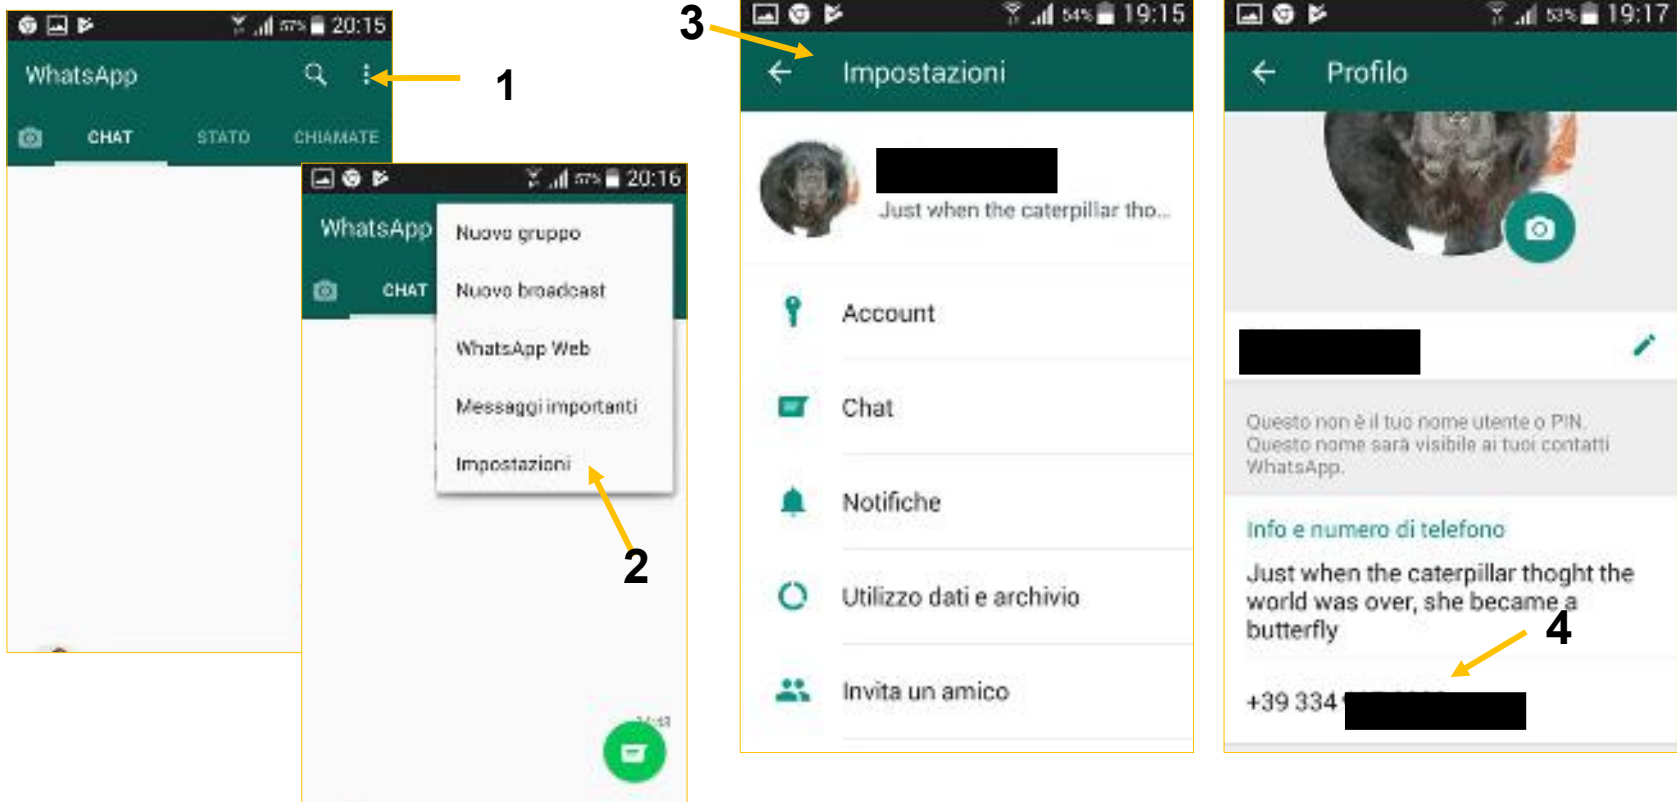 57% 20:15
WhatsApp
CHAT STATO CHIAMATE
1
57% 20:16
WhatsApp
CHAT
Nuovo gruppo
Nuovo broadcast
WhatsApp Web
Messaggi importanti
Impostazioni
2
3
54% 19:15
Impostazioni
Just when the caterpillar tho...
Account
Chat
Notifiche
Utilizzo dati e archivio
Invita un amico
53% 19:17
Profilo
Questo non è il tuo nome utente o PIN.
Questo nome sarà visibile ai tuoi contatti
WhatsApp.
Info e numero di telefono
Just when the caterpillar thoght the
world was over, she became a
butterfly
4
+39 334